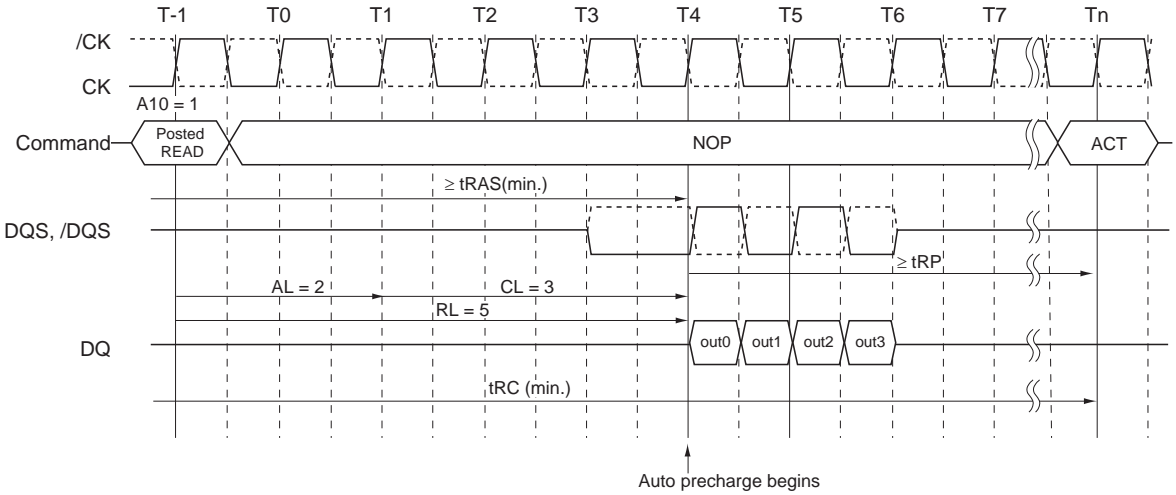 T-1 T0 T1 T2 T3 T4 T5 T6 T7 Tn
/CK
CK
A10 = 1
Command
Posted
READ
NOP
ACT
≥ tRAS(min.)
DQS, /DQS
≥ tRP
AL = 2
CL = 3
RL = 5
DQ
out0 out1 out2 out3
tRC (min.)
Auto precharge begins